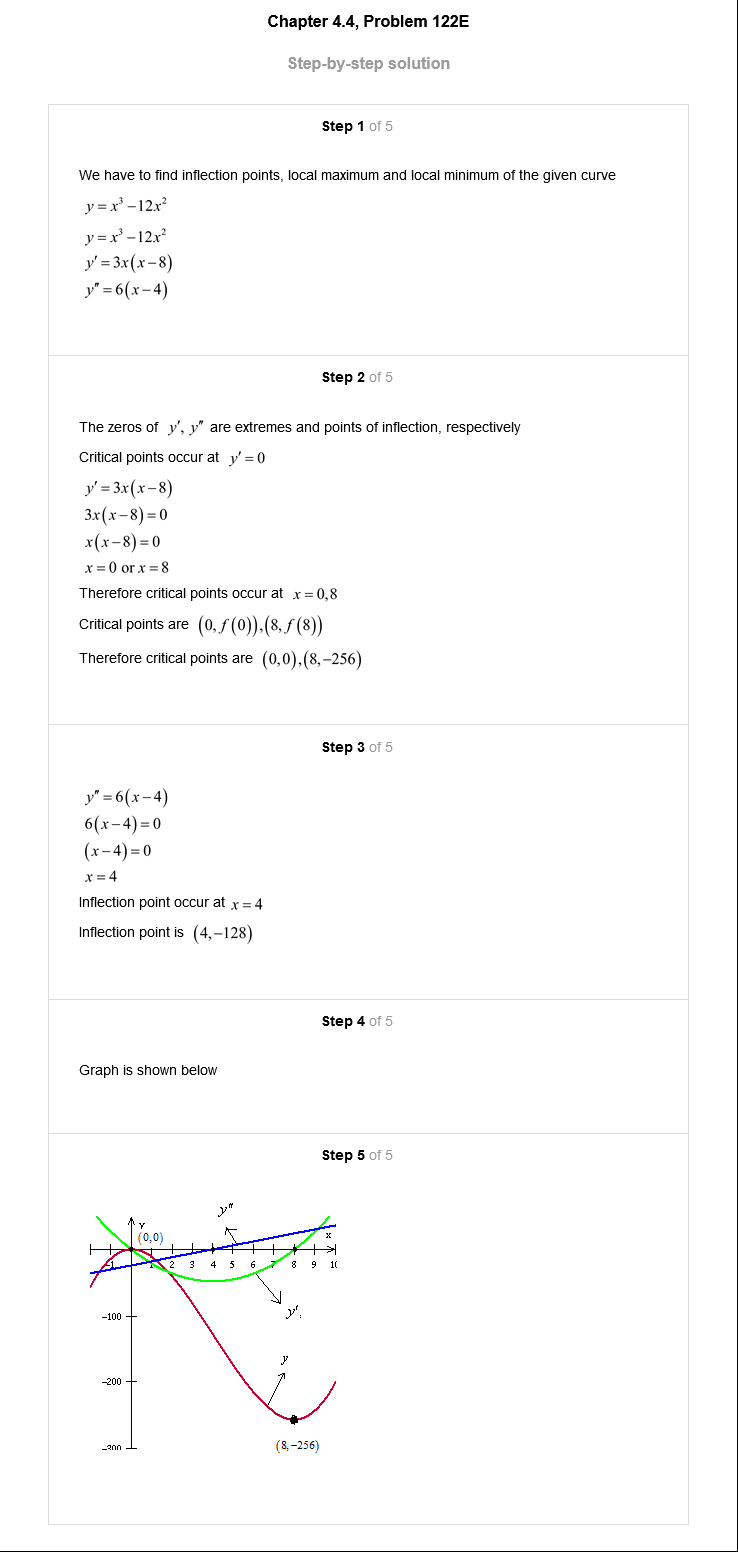 Chapter 4.4, Problem 122E
Step-by-step solution
Step 1 of 5
We have to find inflection points, local maximum and local minimum of the given curve
y = x³ − 12x²
y = x³ − 12x²
y′ = 3x(x − 8)
y″ = 6(x − 4)
Step 2 of 5
The zeros of y′, y″ are extremes and points of inflection, respectively
Critical points occur at y′ = 0
y′ = 3x(x − 8)
3x(x − 8) = 0
x(x − 8) = 0
x = 0 or x = 8
Therefore critical points occur at x = 0,8
Critical points are (0, f(0)),(8, f(8))
Therefore critical points are (0,0),(8,−256)
Step 3 of 5
y″ = 6(x − 4)
6(x − 4) = 0
(x − 4) = 0
x = 4
Inflection point occur at x = 4
Inflection point is (4,−128)
Step 4 of 5
Graph is shown below
Step 5 of 5
y″
Y
(0,0)
x
-1 1 2 3 4 5 6 7 8 9 10
y′,
-100
y
-200
(8,−256)
-300